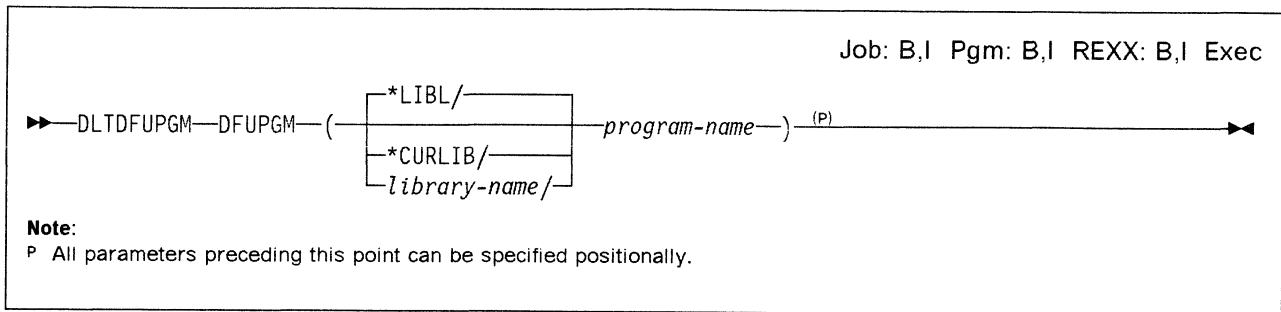 Job: B,I Pgm: B,I REXX: B,I Exec
*LIBL/
DLTDFUPGM DFUPGM ( program-name ) (P)
*CURLIB/
library-name/
Note:
P All parameters preceding this point can be specified positionally.